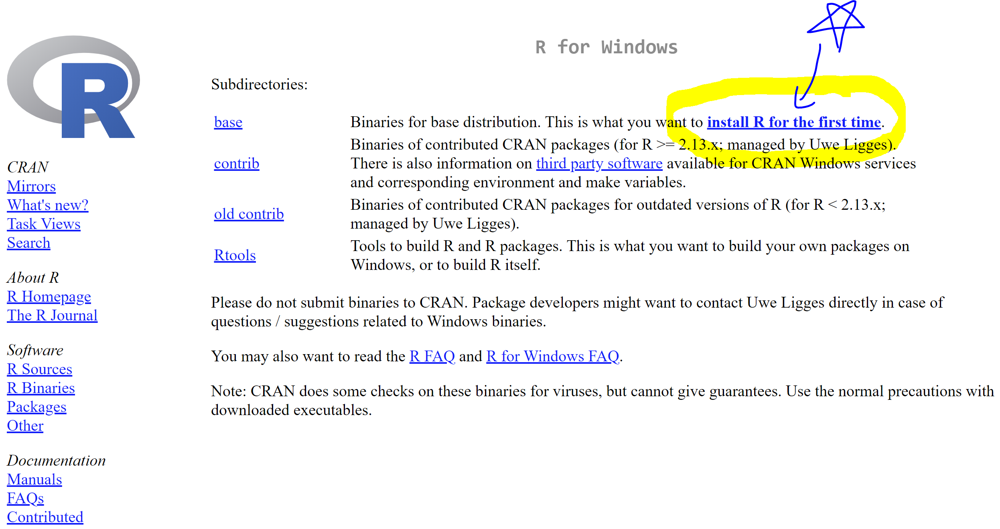 R
CRAN
Mirrors
What's new?
Task Views
Search
About R
R Homepage
The R Journal
Software
R Sources
R Binaries
Packages
Other
Documentation
Manuals
FAQs
Contributed
R for Windows
Subdirectories:
base
Binaries for base distribution. This is what you want to install R for the first time.
contrib
Binaries of contributed CRAN packages (for R >= 2.13.x; managed by Uwe Ligges).
There is also information on third party software available for CRAN Windows services
and corresponding environment and make variables.
old contrib
Binaries of contributed CRAN packages for outdated versions of R (for R < 2.13.x;
managed by Uwe Ligges).
Rtools
Tools to build R and R packages. This is what you want to build your own packages on
Windows, or to build R itself.
Please do not submit binaries to CRAN. Package developers might want to contact Uwe Ligges directly in case of
questions / suggestions related to Windows binaries.
You may also want to read the R FAQ and R for Windows FAQ.
Note: CRAN does some checks on these binaries for viruses, but cannot give guarantees. Use the normal precautions with
downloaded executables.